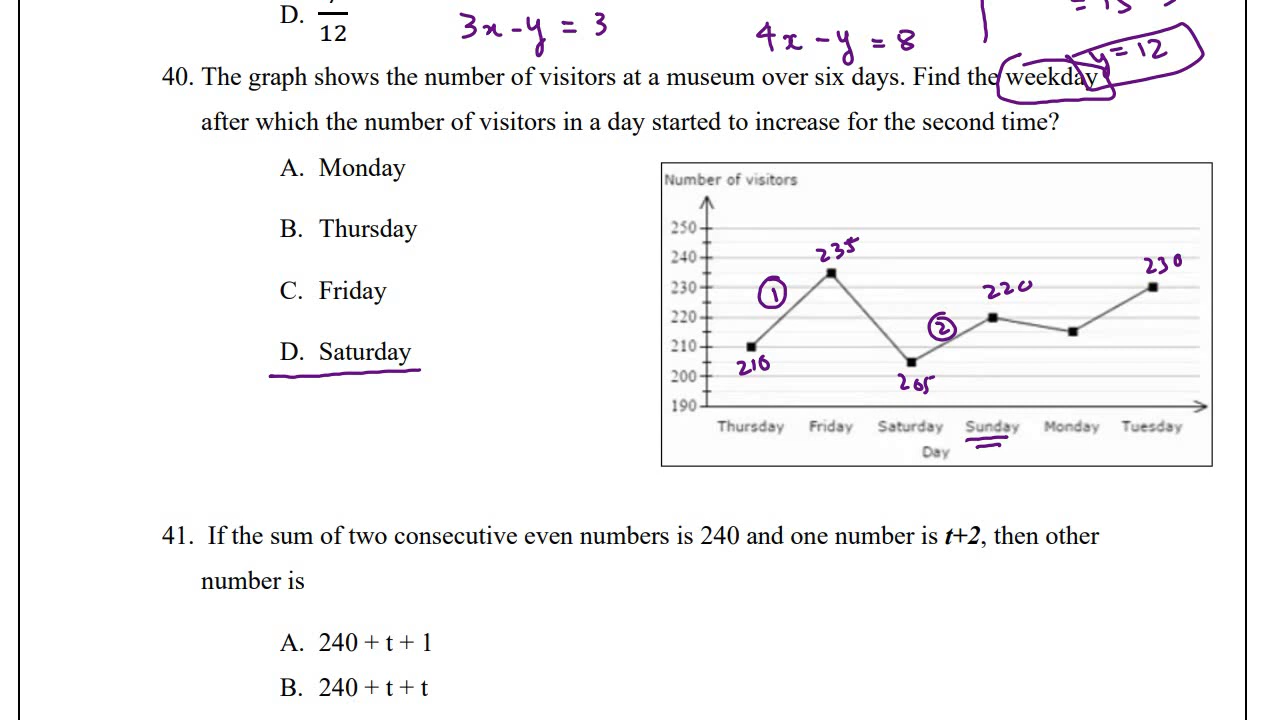 D. 12
3x - y = 3
4x - y = 8
= 15
y = 12
40. The graph shows the number of visitors at a museum over six days. Find the weekday
after which the number of visitors in a day started to increase for the second time?
A. Monday
B. Thursday
C. Friday
D. Saturday
Number of visitors
250
240
230
220
210
200
190
235
230
220
1
2
210
205
Thursday Friday Saturday Sunday Monday Tuesday
Day
41. If the sum of two consecutive even numbers is 240 and one number is t+2, then other
number is
A. 240 + t + 1
B. 240 + t + t